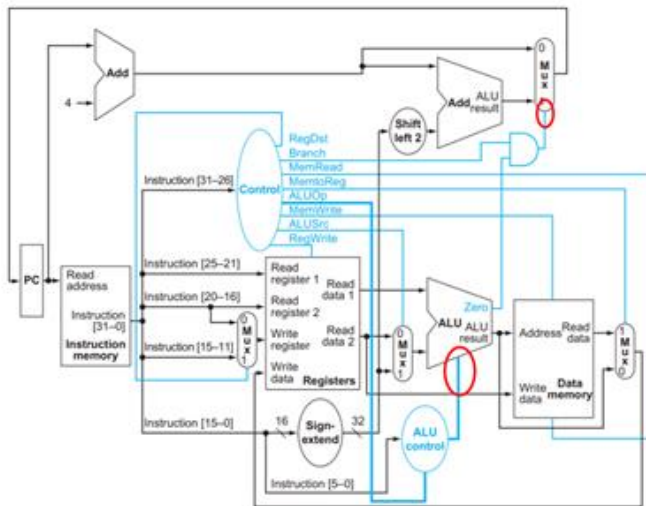 Add
4
Add
ALU
result
0
Mux
1
Shift
left 2
RegDst
Branch
MemRead
MemtoReg
ALUOp
MemWrite
ALUSrc
RegWrite
Control
Instruction [31–26]
Instruction [25–21]
Instruction [20–16]
Instruction [15–11]
Instruction [15–0]
Instruction [5–0]
PC
Read
address
Instruction
[31–0]
Instruction
memory
0
Mux
1
Read
register 1
Read
register 2
Write
register
Write
data
Read
data 1
Read
data 2
Registers
0
Mux
1
Zero
ALU
ALU
result
Address
Read
data
Write
data
Data
memory
1
Mux
0
16
Sign-
extend
32
ALU
control